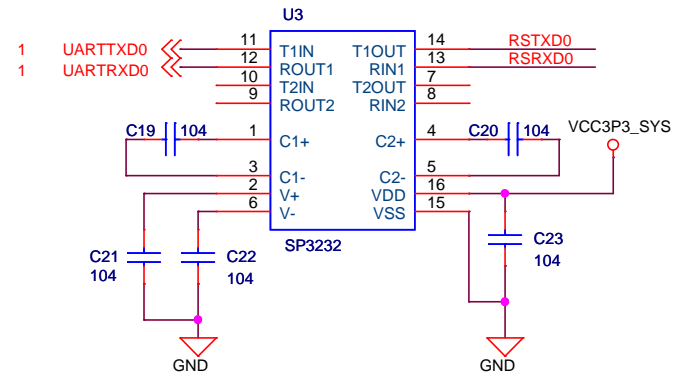 U3
1 UARTTXD0 11 T1IN T1OUT 14 RSTXD0
1 UARTRXD0 12 ROUT1 RIN1 13 RSRXD0
10 T2IN T2OUT 7
9 ROUT2 RIN2 8
C19 104 1 C1+ C2+ 4 C20 104 VCC3P3_SYS
3 C1- C2- 5
2 V+ VDD 16
6 V- VSS 15
SP3232
C21 104
C22 104
C23 104
GND
GND